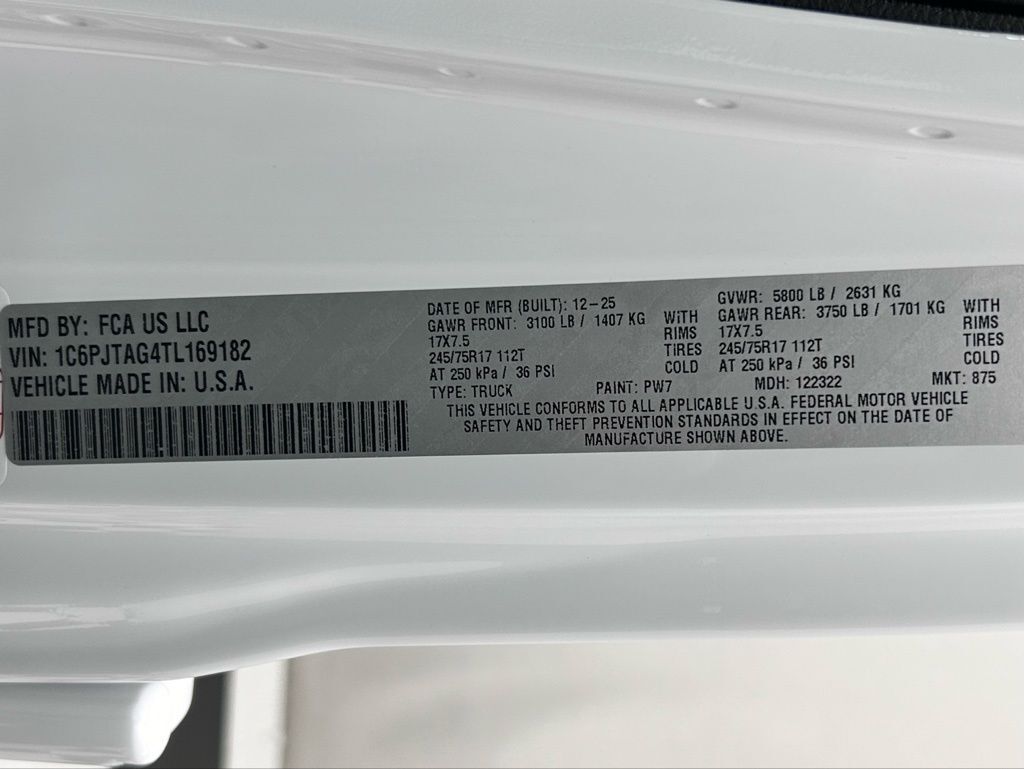 MFD BY: FCA US LLC
VIN: 1C6PJTAG4TL169182
VEHICLE MADE IN: U.S.A.
DATE OF MFR (BUILT): 12-25
GAWR FRONT: 3100 LB / 1407 KG
17X7.5
245/75R17 112T
AT 250 kPa / 36 PSI
WiTH
RIMS
TIRES
COLD
GVWR: 5800 LB / 2631 KG
GAWR REAR: 3750 LB / 1701 KG
17X7.5
245/75R17 112T
AT 250 kPa / 36 PSI
WITH
RIMS
TIRES
COLD
TYPE: TRUCK PAINT: PW7 MDH: 122322 MKT: 875
THIS VEHICLE CONFORMS TO ALL APPLICABLE U.S.A. FEDERAL MOTOR VEHICLE
SAFETY AND THEFT PREVENTION STANDARDS IN EFFECT ON THE DATE OF
MANUFACTURE SHOWN ABOVE.